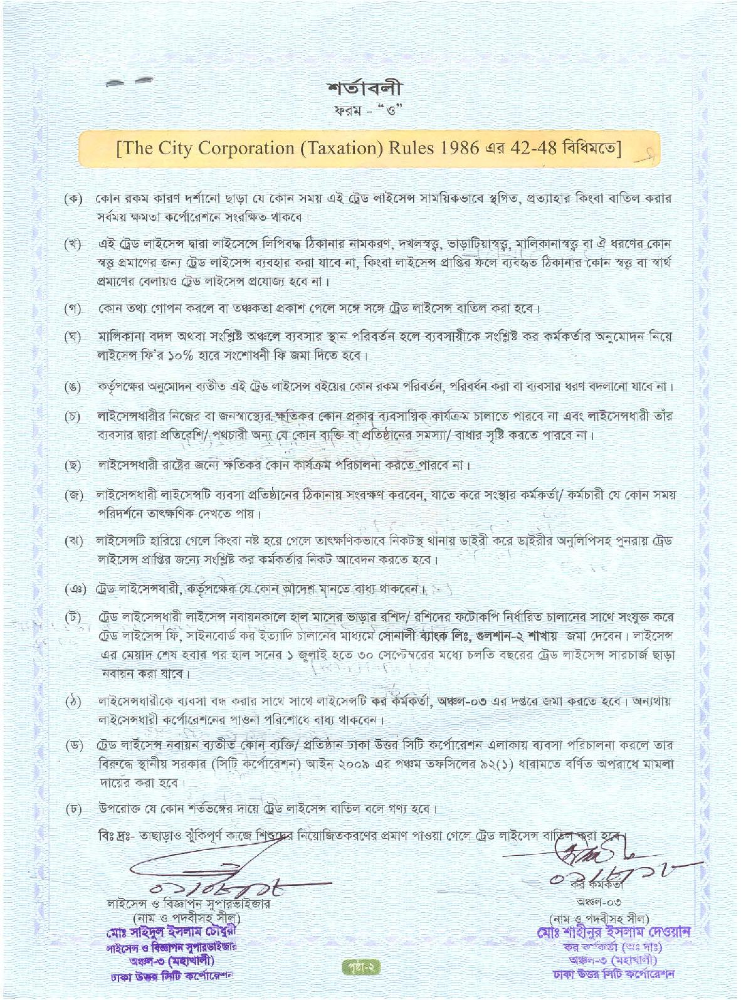 শর্তাবলী
ফরম - “ও”
[The City Corporation (Taxation) Rules 1986 এর 42-48 বিধিমতে]
(ক) কোন রকম কারণ দর্শানো ছাড়া যে কোন সময় এই ট্রেড লাইসেন্স সাময়িকভাবে স্থগিত, প্রত্যাহার কিংবা বাতিল করার
সর্বময় ক্ষমতা কর্পোরেশনে সংরক্ষিত থাকবে।
(খ) এই ট্রেড লাইসেন্স দ্বারা লাইসেন্সে লিপিবদ্ধ ঠিকানার নামকরণ, দখলস্বত্ত্ব, ভাড়াটিয়াস্বত্ত্ব, মালিকানাস্বত্ত্ব বা ঐ ধরণের কোন
স্বত্ত্ব প্রমাণের জন্য ট্রেড লাইসেন্স ব্যবহার করা যাবে না, কিংবা লাইসেন্স প্রাপ্তির ফলে ব্যবহৃত ঠিকানার কোন স্বত্ত্ব বা স্বার্থ
প্রমাণের বেলায়ও ট্রেড লাইসেন্স প্রযোজ্য হবে না।
(গ) কোন তথ্য গোপন করলে বা তঞ্চকতা প্রকাশ পেলে সঙ্গে সঙ্গে ট্রেড লাইসেন্স বাতিল করা হবে।
(ঘ) মালিকানা বদল অথবা সংশ্লিষ্ট অঞ্চলে ব্যবসার স্থান পরিবর্তন হলে ব্যবসায়ীকে সংশ্লিষ্ট কর কর্মকর্তার অনুমোদন নিয়ে
লাইসেন্স ফি’র ১০% হারে সংশোধনী ফি জমা দিতে হবে।
(ঙ) কর্তৃপক্ষের অনুমোদন ব্যতীত এই ট্রেড লাইসেন্স বইয়ের কোন রকম পরিবর্তন, পরিবর্ধন করা বা ব্যবসার ধরণ বদলানো যাবে না।
(চ) লাইসেন্সধারীর নিজের বা জনস্বাস্থ্যের ক্ষতিকর কোন প্রকার ব্যবসায়িক কার্যক্রম চালাতে পারবে না এবং লাইসেন্সধারী তাঁর
ব্যবসার দ্বারা প্রতিবেশি/ পথচারী অন্য যে কোন ব্যক্তি বা প্রতিষ্ঠানের সমস্যা/ বাধার সৃষ্টি করতে পারবে না।
(ছ) লাইসেন্সধারী রাষ্ট্রের জন্যে ক্ষতিকর কোন কার্যক্রম পরিচালনা করতে পারবে না।
(জ) লাইসেন্সধারী লাইসেন্সটি ব্যবসা প্রতিষ্ঠানের ঠিকানায় সংরক্ষণ করবেন, যাতে করে সংস্থার কর্মকর্তা/ কর্মচারী যে কোন সময়
পরিদর্শনে তাৎক্ষণিক দেখতে পায়।
(ঝ) লাইসেন্সটি হারিয়ে গেলে কিংবা নষ্ট হয়ে গেলে তাৎক্ষণিকভাবে নিকটস্থ থানায় ডাইরী করে ডাইরীর অনুলিপিসহ পুনরায় ট্রেড
লাইসেন্স প্রাপ্তির জন্যে সংশ্লিষ্ট কর কর্মকর্তার নিকট আবেদন করতে হবে।
(ঞ) ট্রেড লাইসেন্সধারী, কর্তৃপক্ষের যে কোন আদেশ মানতে বাধ্য থাকবেন।
(ট) ট্রেড লাইসেন্সধারী লাইসেন্স নবায়নকালে হাল মাসের ভাড়ার রশিদ/ রশিদের ফটোকপি নির্ধারিত চালানের সাথে সংযুক্ত করে
ট্রেড লাইসেন্স ফি, সাইনবোর্ড কর ইত্যাদি চালানের মাধ্যমে সোনালী ব্যাংক লিঃ, গুলশান-২ শাখায় জমা দেবেন। লাইসেন্স
এর মেয়াদ শেষ হবার পর হাল সনের ১ জুলাই হতে ৩০ সেপ্টেম্বরের মধ্যে চলতি বছরের ট্রেড লাইসেন্স সারচার্জ ছাড়া
নবায়ন করা যাবে।
(ঠ) লাইসেন্সধারীকে ব্যবসা বন্ধ করার সাথে সাথে লাইসেন্সটি কর কর্মকর্তা, অঞ্চল-০৩ এর দপ্তরে জমা করতে হবে। অন্যথায়
লাইসেন্সধারী কর্পোরেশনের পাওনা পরিশোধে বাধ্য থাকবেন।
(ড) ট্রেড লাইসেন্স নবায়ন ব্যতীত কোন ব্যক্তি/ প্রতিষ্ঠান ঢাকা উত্তর সিটি কর্পোরেশন এলাকায় ব্যবসা পরিচালনা করলে তার
বিরুদ্ধে স্থানীয় সরকার (সিটি কর্পোরেশন) আইন ২০০৯ এর পঞ্চম তফসিলের ৯২(১) ধারামতে বর্ণিত অপরাধে মামলা
দায়ের করা হবে।
(ঢ) উপরোক্ত যে কোন শর্তভঙ্গের দায়ে ট্রেড লাইসেন্স বাতিল বলে গণ্য হবে।
বিঃ দ্রঃ- তাছাড়াও ঝুঁকিপূর্ণ কাজে শিশুদের নিয়োজিতকরণের প্রমাণ পাওয়া গেলে ট্রেড লাইসেন্স বাতিল করা হবে।
লাইসেন্স ও বিজ্ঞাপন সুপারভাইজার
(নাম ও পদবীসহ সীল)
মোঃ সাইদুল ইসলাম চৌধুরী
লাইসেন্স ও বিজ্ঞাপন সুপারভাইজার
অঞ্চল-৩ (মহাখালী)
ঢাকা উত্তর সিটি কর্পোরেশন
কর কর্মকর্তা
অঞ্চল-০৩
(নাম ও পদবীসহ সীল)
মোঃ শাহীনুর ইসলাম দেওয়ান
কর কর্মকর্তা (অঃ দাঃ)
অঞ্চল-৩ (মহাখালী)
ঢাকা উত্তর সিটি কর্পোরেশন
পৃষ্ঠা-২